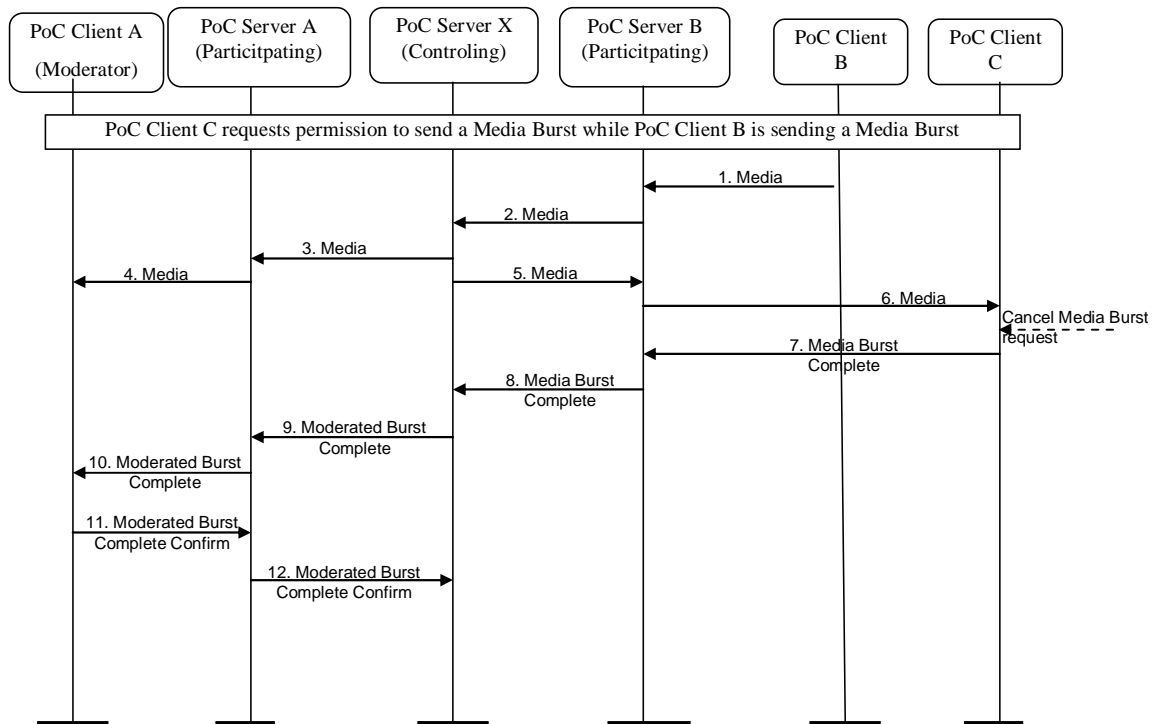 PoC Client A
(Moderator)
PoC Server A
(Particitpating)
PoC Server X
(Controling)
PoC Server B
(Particitpating)
PoC Client
B
PoC Client
C
PoC Client C requests permission to send a Media Burst while PoC Client B is sending a Media Burst
1. Media
2. Media
3. Media
4. Media
5. Media
6. Media
Cancel Media Burst
request
7. Media Burst
Complete
8. Media Burst
Complete
9. Moderated Burst
Complete
10. Moderated Burst
Complete
11. Moderated Burst
Complete Confirm
12. Moderated Burst
Complete Confirm